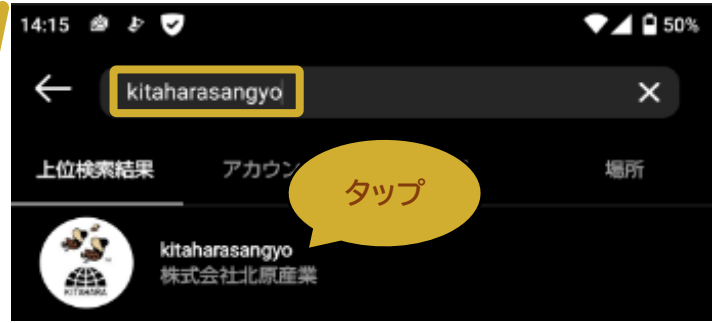 14:15 50%
kitaharasangyo
上位検索結果 アカウン 場所
タップ
kitaharasangyo
株式会社北原産業
KITAHARA